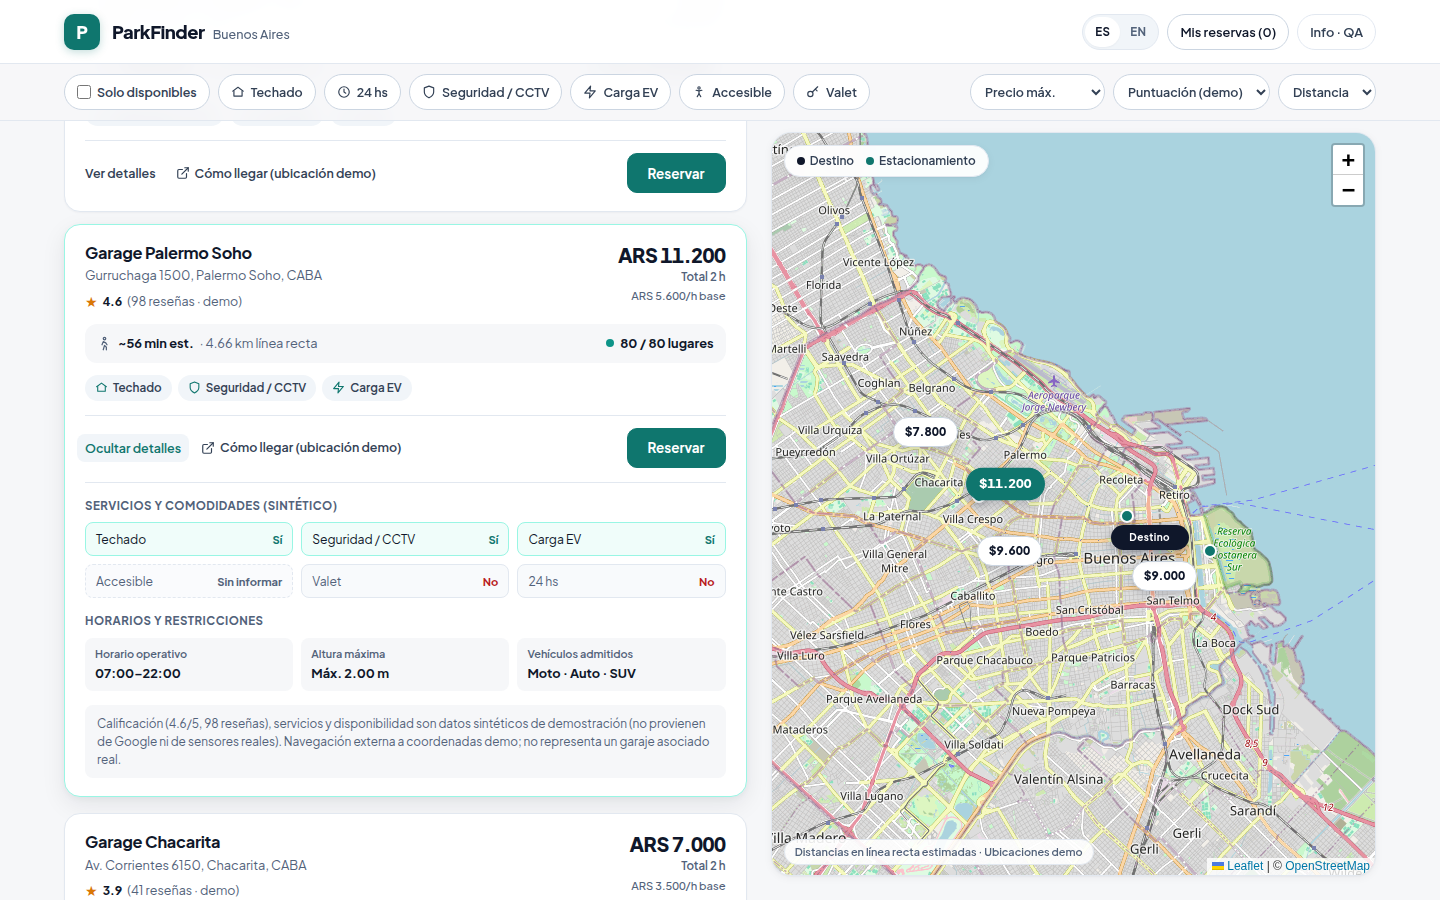 P ParkFinder Buenos Aires
ES EN Mis reservas (0) Info · QA
Solo disponibles Techado 24 hs Seguridad / CCTV Carga EV Accesible Valet Precio máx. Puntuación (demo) Distancia
Ver detalles Cómo llegar (ubicación demo) Reservar
Garage Palermo Soho
ARS 11.200
Gurruchaga 1500, Palermo Soho, CABA
Total 2 h
★ 4.6 (98 reseñas · demo)
ARS 5.600/h base
~56 min est. · 4.66 km línea recta
80 / 80 lugares
Techado Seguridad / CCTV Carga EV
Ocultar detalles Cómo llegar (ubicación demo) Reservar
SERVICIOS Y COMODIDADES (SINTÉTICO)
Techado Sí
Seguridad / CCTV Sí
Carga EV Sí
Accesible Sin informar
Valet No
24 hs No
HORARIOS Y RESTRICCIONES
Horario operativo
07:00–22:00
Altura máxima
Máx. 2.00 m
Vehículos admitidos
Moto · Auto · SUV
Calificación (4.6/5, 98 reseñas), servicios y disponibilidad son datos sintéticos de demostración (no provienen
de Google ni de sensores reales). Navegación externa a coordenadas demo; no representa un garaje asociado
real.
Garage Chacarita
ARS 7.000
Av. Corrientes 6150, Chacarita, CABA
Total 2 h
★ 3.9 (41 reseñas · demo)
ARS 3.500/h base
Destino Estacionamiento
+
−
Olivos
Vicente López
Florida
Núñez
Saavedra
Coghlan
Belgrano
Aeroparque
Jorge Newbery
Villa Urquiza
$7.800
Pueyrredón
Villa Ortúzar
Palermo
Chacarita
$11.200
Recoleta
Retiro
La Paternal
Villa Crespo
Destino
Reserva
Ecológica
Costanera
Sur
Villa General
Mitre
$9.600
Buenos Aires
$9.000
Caballito
San Telmo
San Cristóbal
4
Flores
Boedo
Vélez Sarsfield
La Boca
Villa Luro
Parque Chacabuco
Parque Patricios
Barracas
Parque Avellaneda
Nueva Pompeya
Dock Sud
Mataderos
Villa Soldati
8,5
Avellaneda
9
Valentín Alsina
Crucecita
Villa Lugano
Sarandí
12
Gerli
Gerli
Distancias en línea recta estimadas · Ubicaciones demo
Leaflet | © OpenStreetMap